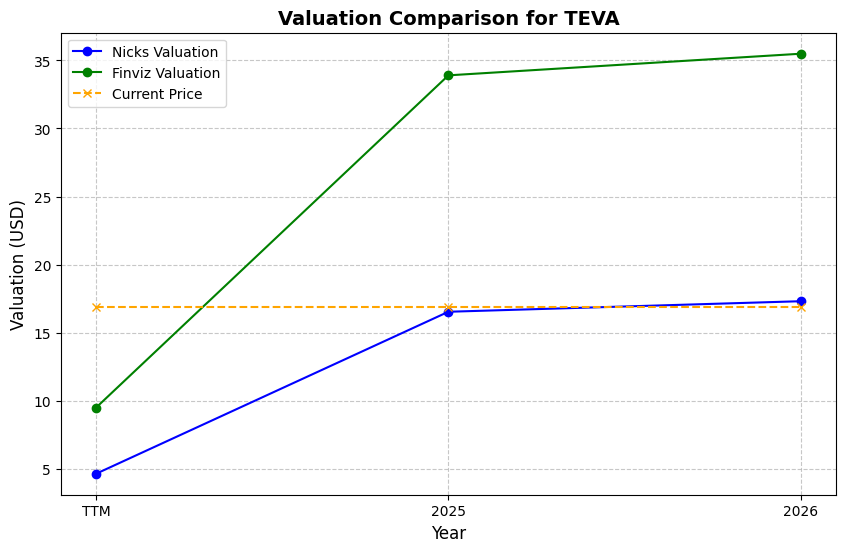 Valuation Comparison for TEVA
Nicks Valuation
Finviz Valuation
Current Price
Valuation (USD)
35
30
25
20
15
10
5
TTM
2025
2026
Year